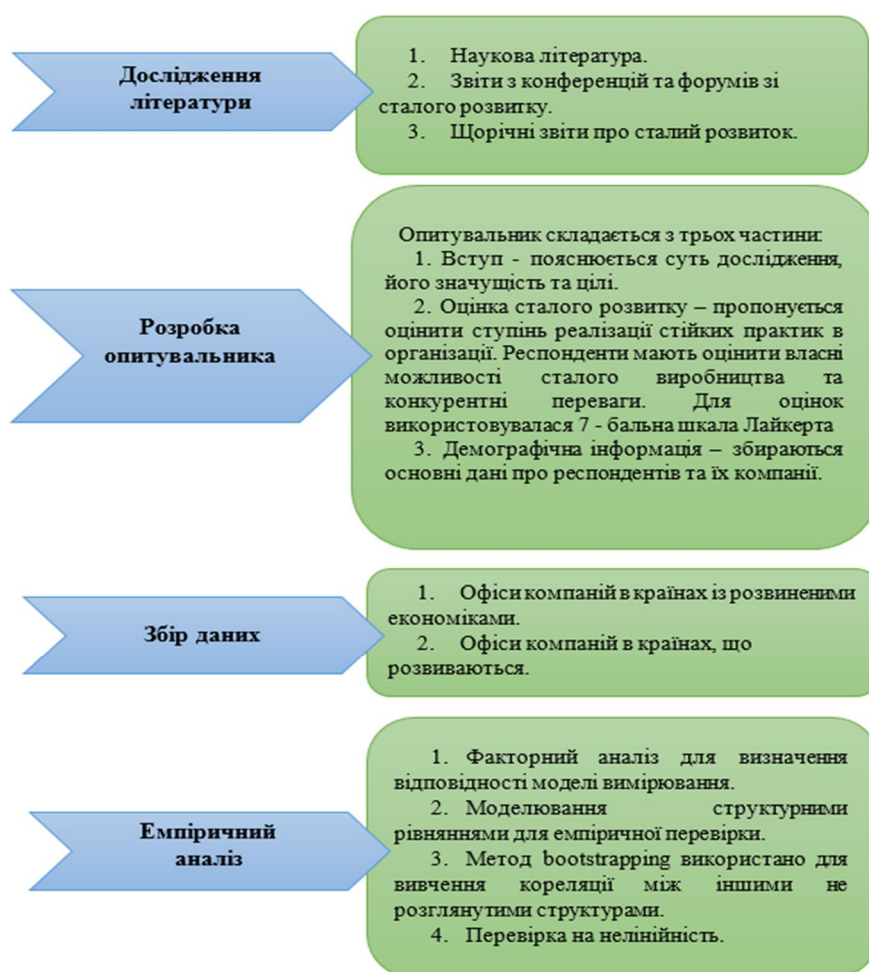 Дослідження
літератури
1. Наукова література.
2. Звіти з конференцій та форумів зі
сталого розвитку.
3. Щорічні звіти про сталий розвиток.
Розробка
опитувальника
Опитувальник складається з трьох частини:
1. Вступ - пояснюється суть дослідження,
його значущість та цілі.
2. Оцінка сталого розвитку – пропонується
оцінити ступінь реалізації стійких практик в
організації. Респонденти мають оцінити власні
можливості сталого виробництва та
конкурентні переваги. Для оцінок
використовувалася 7 - бальна шкала Лайкерта
3. Демографічна інформація – збираються
основні дані про респондентів та їх компанії.
Збір даних
1. Офіси компаній в країнах із розвиненими
економіками.
2. Офіси компаній в країнах, що
розвиваються.
Емпіричний
аналіз
1. Факторний аналіз для визначення
відповідності моделі вимірювання.
2. Моделювання структурними
рівняннями для емпіричної перевірки.
3. Метод bootstrapping використано для
вивчення кореляції між іншими не
розглянутими структурами.
4. Перевірка на нелінійність.